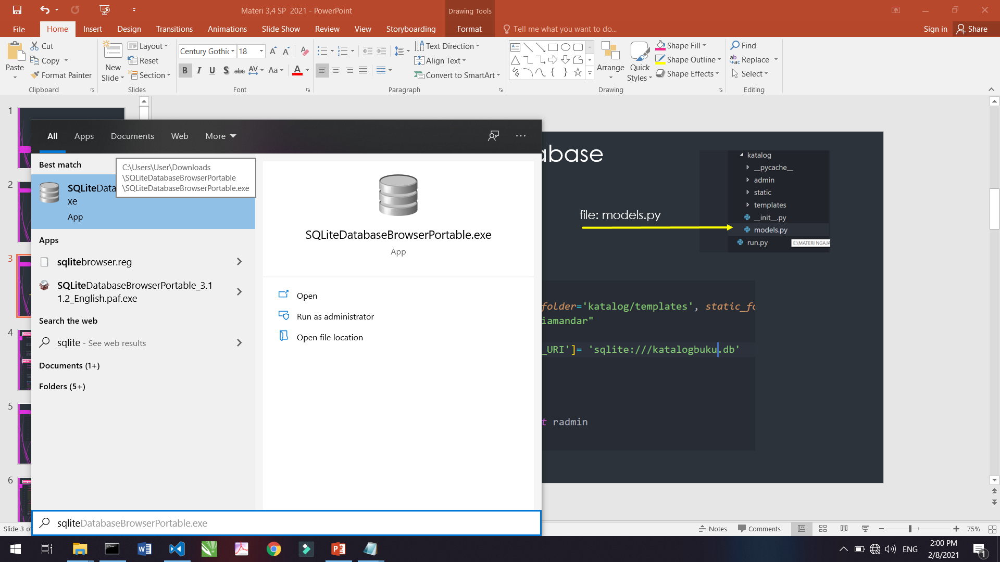 Materi 3,4 SP  2021 - PowerPoint
Drawing Tools
File
Home
Insert
Design
Transitions
Animations
Slide Show
Review
View
Storyboarding
Format
Tell me what you want to do...
Sign in
Share
Paste
Cut
Copy
Format Painter
Clipboard
New
Slide
Layout
Reset
Section
Slides
Century Gothic
18
B I U S abc AV Aa A
Font
Text Direction
Align Text
Convert to SmartArt
Paragraph
Arrange
Quick
Styles
Shape Fill
Shape Outline
Shape Effects
Drawing
Find
Replace
Select
Editing
1
2
3
4
5
6
All
Apps
Documents
Web
More
Best match
SQLiteData
xe
App
C:\Users\User\Downloads
\SQLiteDatabaseBrowserPortable
\SQLiteDatabaseBrowserPortable.exe
Apps
sqlitebrowser.reg
SQLiteDatabaseBrowserPortable_3.1
1.2_English.paf.exe
Search the web
sqlite - See web results
Documents (1+)
Folders (5+)
SQLiteDatabaseBrowserPortable.exe
App
Open
Run as administrator
Open file location
sqliteDatabaseBrowserPortable.exe
abase
file: models.py
katalog
__pycache__
admin
static
templates
__init__.py
models.py
run.py
E:\MATERI NGAJA
folder='katalog/templates', static_fo
iamandar"
_URI']= 'sqlite:///katalogbuku.db'
t radmin
Slide 3 of
Notes
Comments
75%
ENG
2:00 PM
2/8/2021
1